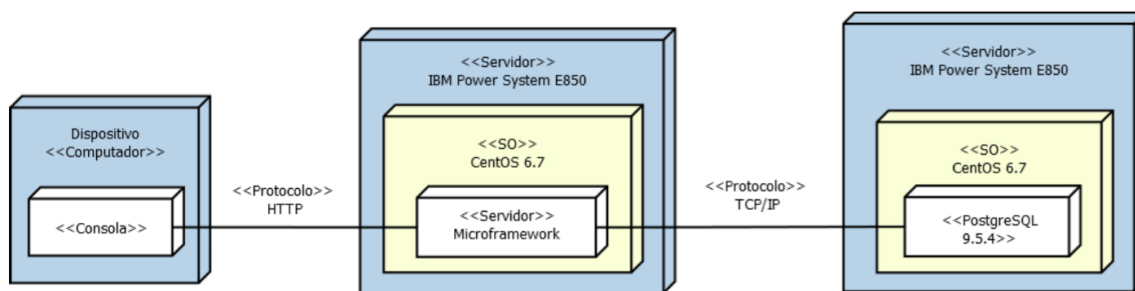 Dispositivo
<<Computador>>
<<Consola>>
<<Protocolo>>
HTTP
<<Servidor>>
IBM Power System E850
<<SO>>
CentOS 6.7
<<Servidor>>
Microframework
<<Protocolo>>
TCP/IP
<<Servidor>>
IBM Power System E850
<<SO>>
CentOS 6.7
<<PostgreSQL
9.5.4>>